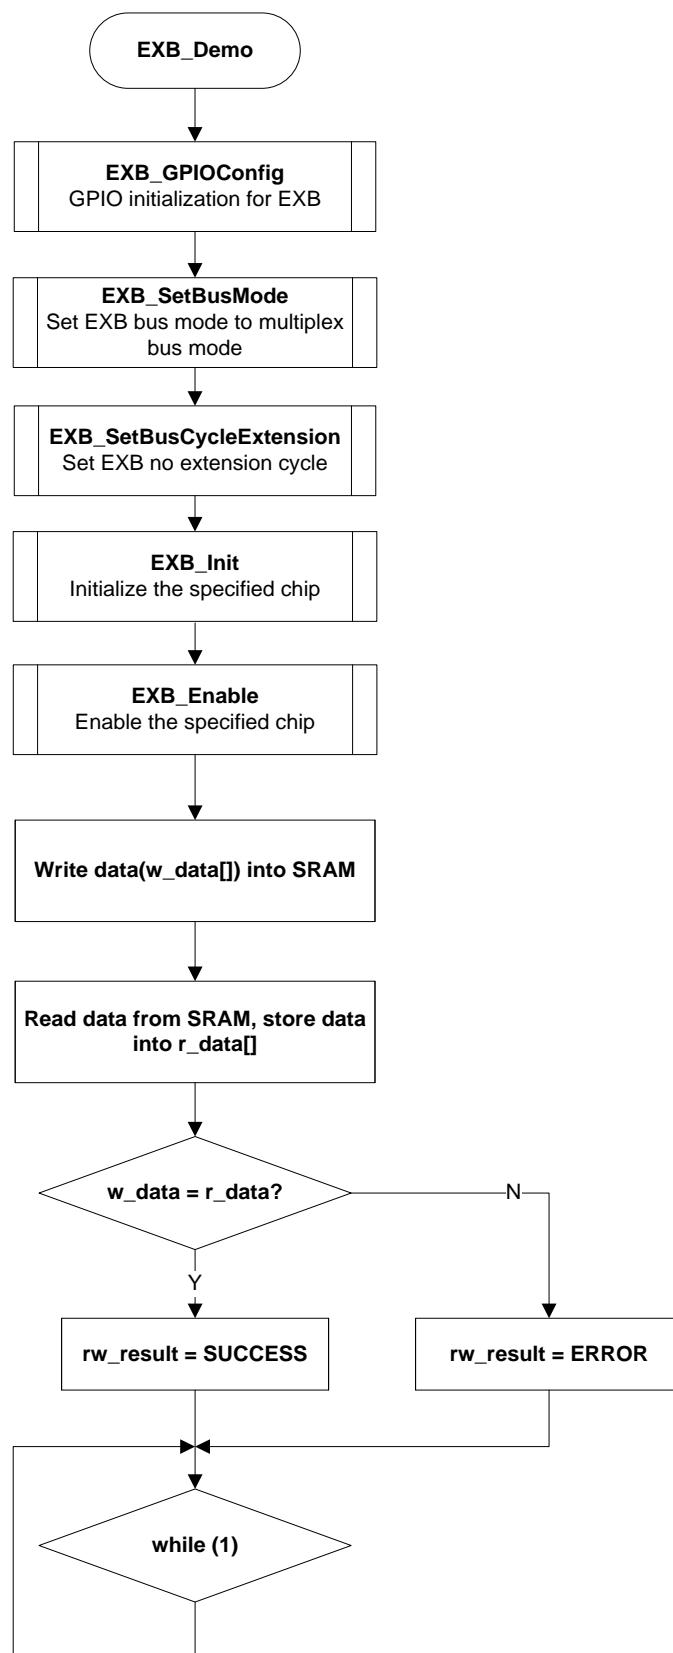 EXB_Demo
EXB_GPIOConfig
GPIO initialization for EXB
EXB_SetBusMode
Set EXB bus mode to multiplex
bus mode
EXB_SetBusCycleExtension
Set EXB no extension cycle
EXB_Init
Initialize the specified chip
EXB_Enable
Enable the specified chip
Write data(w_data[]) into SRAM
Read data from SRAM, store data
into r_data[]
w_data = r_data?
N
Y
rw_result = SUCCESS
rw_result = ERROR
while (1)